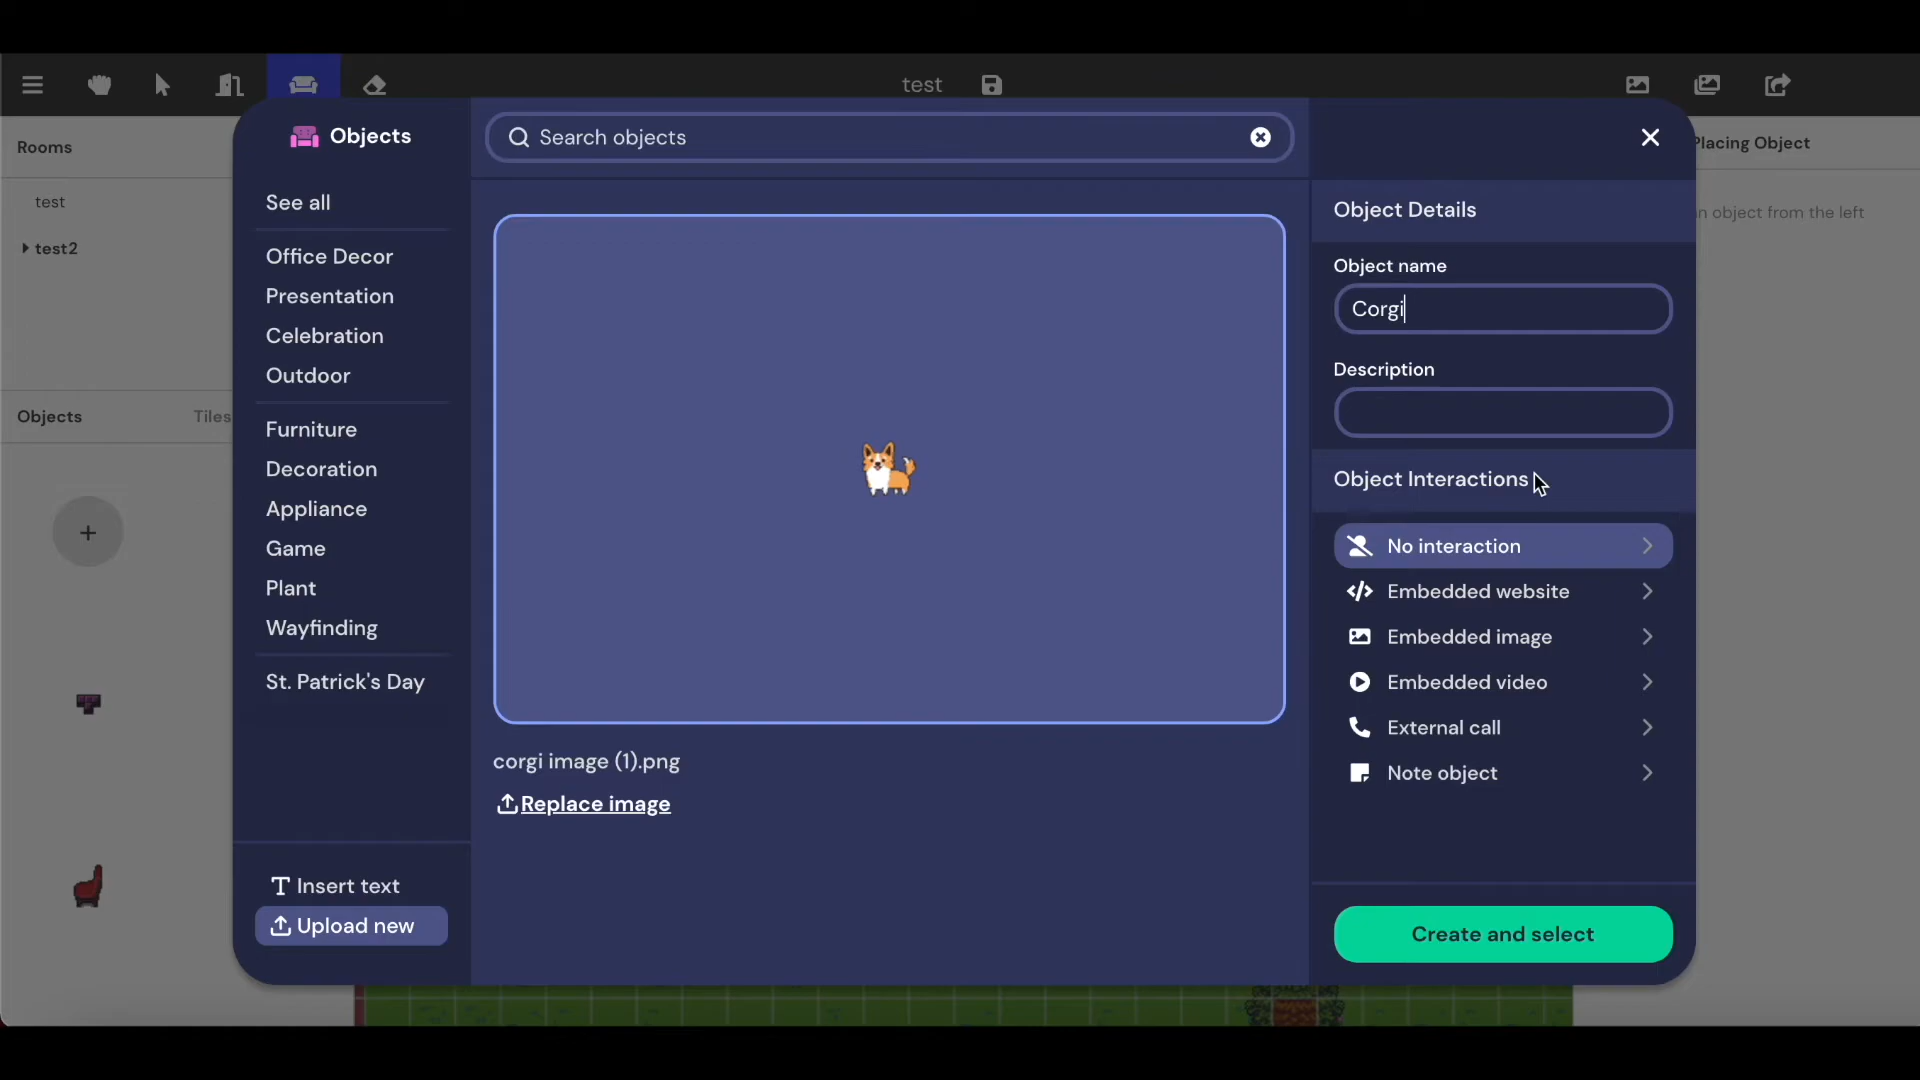 test
Rooms
test
test2
Objects
Tiles
Objects
See all
Office Decor
Presentation
Celebration
Outdoor
Furniture
Decoration
Appliance
Game
Plant
Wayfinding
St. Patrick's Day
Insert text
Upload new
Search objects
corgi image (1).png
Replace image
Object Details
Object name
Corgi
Description
Object Interactions
No interaction
Embedded website
Embedded image
Embedded video
External call
Note object
Create and select
Placing Object
n object from the left